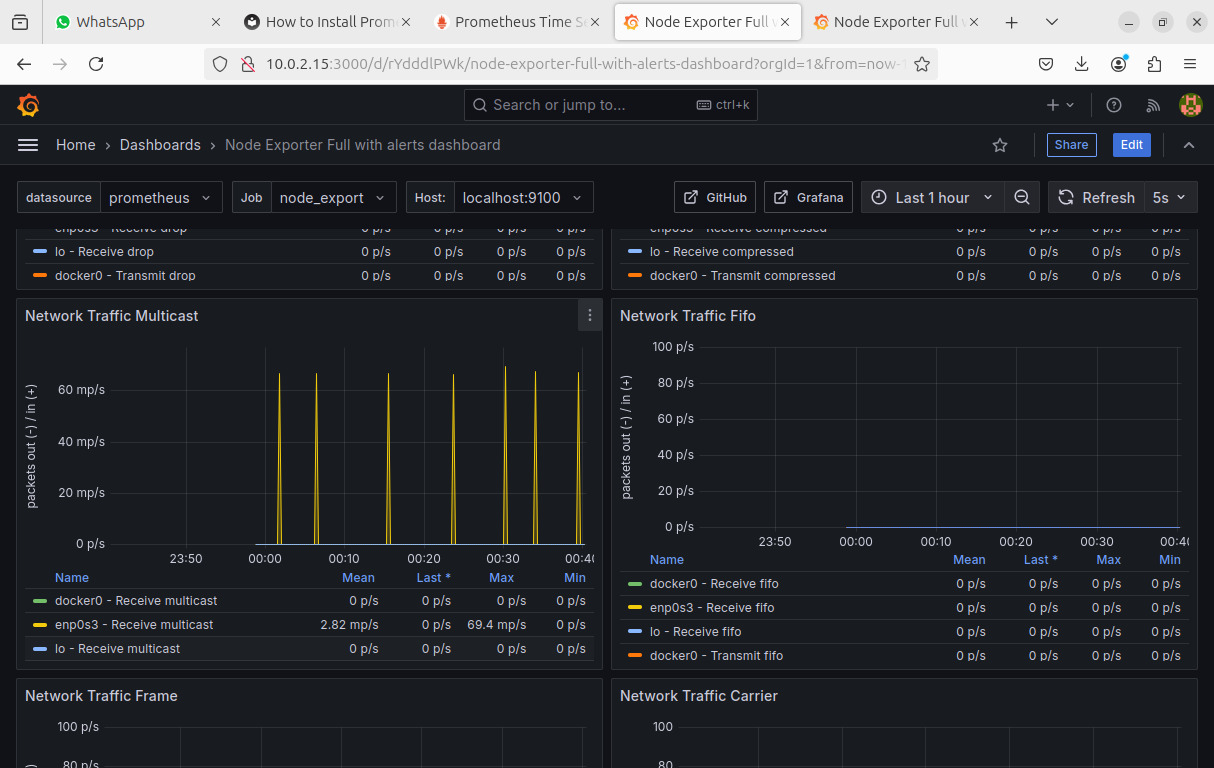 WhatsApp
How to Install Prom
Prometheus Time Se
Node Exporter Full w
Node Exporter Full w
10.0.2.15:3000/d/rYdddlPWk/node-exporter-full-with-alerts-dashboard?orgId=1&from=now-1
Search or jump to...
ctrl+k
Home › Dashboards › Node Exporter Full with alerts dashboard
Share
Edit
datasource prometheus
Job node_export
Host: localhost:9100
GitHub
Grafana
Last 1 hour
Refresh 5s
enp0s3 - Receive drop 0 p/s 0 p/s 0 p/s 0 p/s
lo - Receive drop 0 p/s 0 p/s 0 p/s 0 p/s
docker0 - Transmit drop 0 p/s 0 p/s 0 p/s 0 p/s
enp0s3 - Receive compressed 0 p/s 0 p/s 0 p/s 0 p/s
lo - Receive compressed 0 p/s 0 p/s 0 p/s 0 p/s
docker0 - Transmit compressed 0 p/s 0 p/s 0 p/s 0 p/s
Network Traffic Multicast
packets out (-) / in (+)
60 mp/s
40 mp/s
20 mp/s
0 p/s
23:50 00:00 00:10 00:20 00:30 00:40
Name Mean Last * Max Min
docker0 - Receive multicast 0 p/s 0 p/s 0 p/s 0 p/s
enp0s3 - Receive multicast 2.82 mp/s 0 p/s 69.4 mp/s 0 p/s
lo - Receive multicast 0 p/s 0 p/s 0 p/s 0 p/s
Network Traffic Fifo
packets out (-) / in (+)
100 p/s
80 p/s
60 p/s
40 p/s
20 p/s
0 p/s
23:50 00:00 00:10 00:20 00:30 00:40
Name Mean Last * Max Min
docker0 - Receive fifo 0 p/s 0 p/s 0 p/s 0 p/s
enp0s3 - Receive fifo 0 p/s 0 p/s 0 p/s 0 p/s
lo - Receive fifo 0 p/s 0 p/s 0 p/s 0 p/s
docker0 - Transmit fifo 0 p/s 0 p/s 0 p/s 0 p/s
Network Traffic Frame
100 p/s
80 p/s
Network Traffic Carrier
100
80